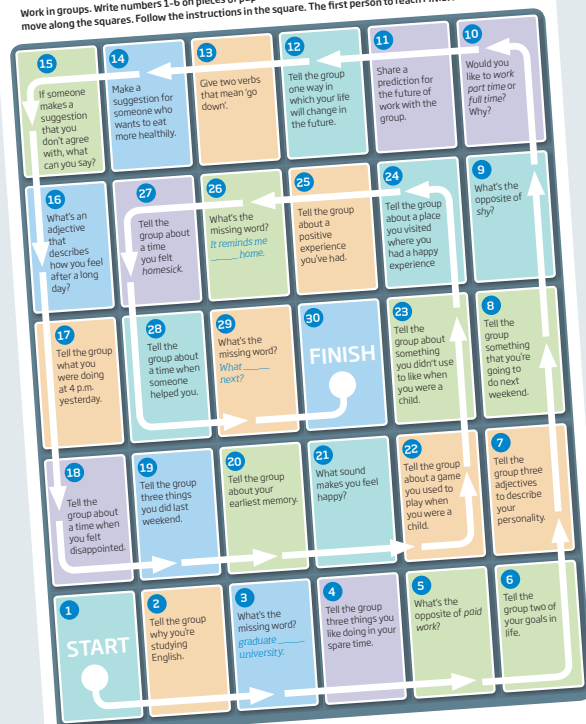 Work in groups. Write numbers 1–6 on pieces of
move along the squares. Follow the instructions in the square. The first person to reach FINISH
15
If someone
makes a
suggestion
that you
don't agree
with, what
can you say?
14
Make a
suggestion for
someone who
wants to eat
more healthily.
13
Give two verbs
that mean 'go
down'.
12
Tell the group
one way in
which your life
will change in
the future.
11
Share a
prediction for
the future of
work with the
group.
10
Would you
like to work
part time or
full time?
Why?
16
What's an
adjective
that
describes
how you feel
after a long
day?
27
Tell the
group about
a time
you felt
homesick.
26
What's the
missing word?
It reminds me
_____ home.
25
Tell the group
about a
positive
experience
you've had.
24
Tell the group
about a place
you visited
where you
had a happy
experience
9
What's the
opposite of
shy?
17
Tell the group
what you
were doing
at 4 p.m.
yesterday.
28
Tell the
group about
a time when
someone
helped you.
29
What's the
missing word?
What _____
next?
30
FINISH
23
Tell the
group about
something
you didn't use
to like when
you were a
child.
8
Tell the
group
something
that you're
going to
do next
weekend.
18
Tell the
group about
a time when
you felt
disappointed.
19
Tell the group
three things
you did last
weekend.
20
Tell the group
about your
earliest memory.
21
What sound
makes you feel
happy?
22
Tell the group
about a game
you used to
play when
you were a
child.
7
Tell the
group three
adjectives
to describe
your
personality.
1
START
2
Tell the group
why you're
studying
English.
3
What's the
missing word?
graduate _____
university.
4
Tell the group
three things you
like doing in your
spare time.
5
What's the
opposite of paid
work?
6
Tell the
group two of
your goals in
life.